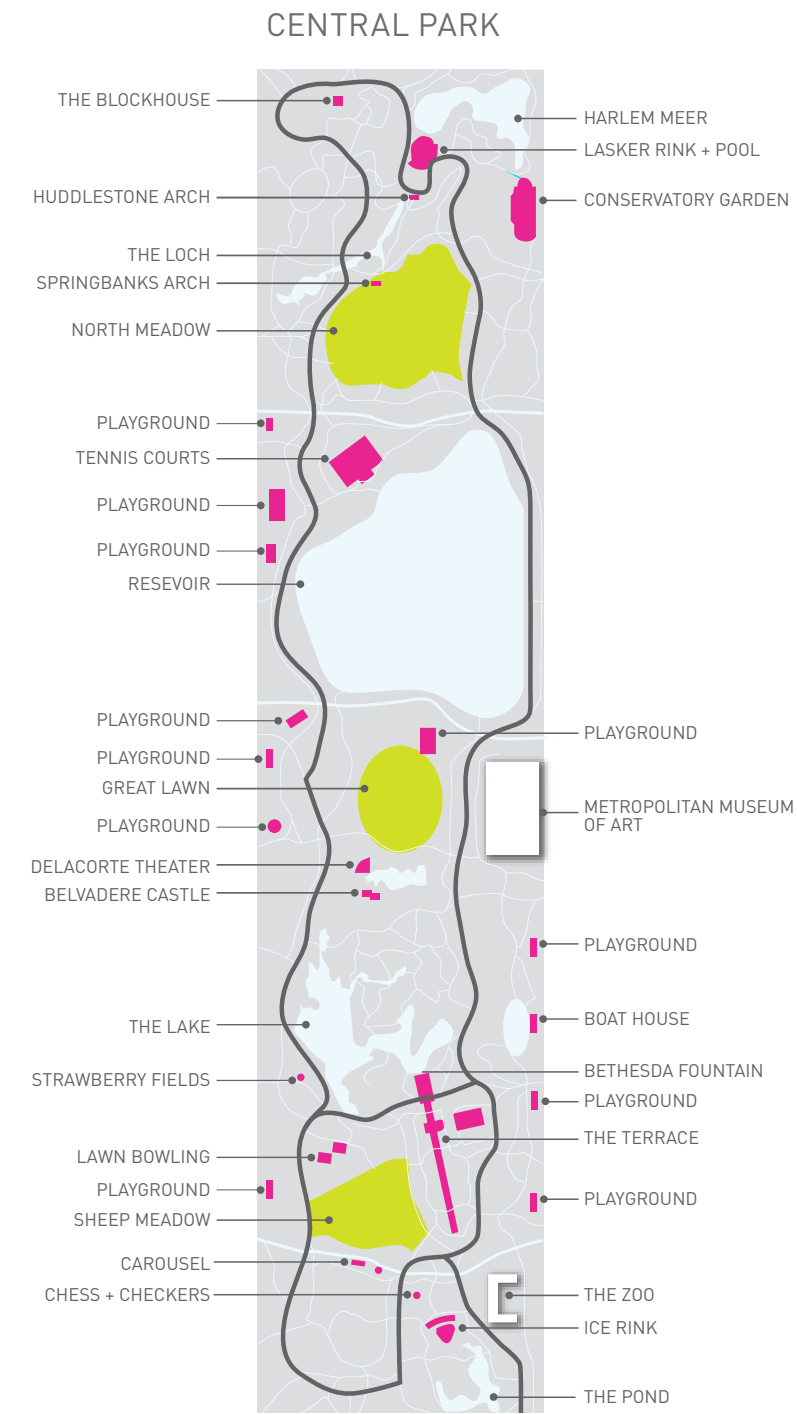 CENTRAL PARK
THE BLOCKHOUSE
HUDDLESTONE ARCH
THE LOCH
SPRINGBANKS ARCH
NORTH MEADOW
PLAYGROUND
TENNIS COURTS
PLAYGROUND
PLAYGROUND
RESEVOIR
PLAYGROUND
PLAYGROUND
GREAT LAWN
PLAYGROUND
DELACORTE THEATER
BELVADERE CASTLE
THE LAKE
STRAWBERRY FIELDS
LAWN BOWLING
PLAYGROUND
SHEEP MEADOW
CAROUSEL
CHESS + CHECKERS
HARLEM MEER
LASKER RINK + POOL
CONSERVATORY GARDEN
PLAYGROUND
METROPOLITAN MUSEUM
OF ART
PLAYGROUND
BOAT HOUSE
BETHESDA FOUNTAIN
PLAYGROUND
THE TERRACE
PLAYGROUND
THE ZOO
ICE RINK
THE POND